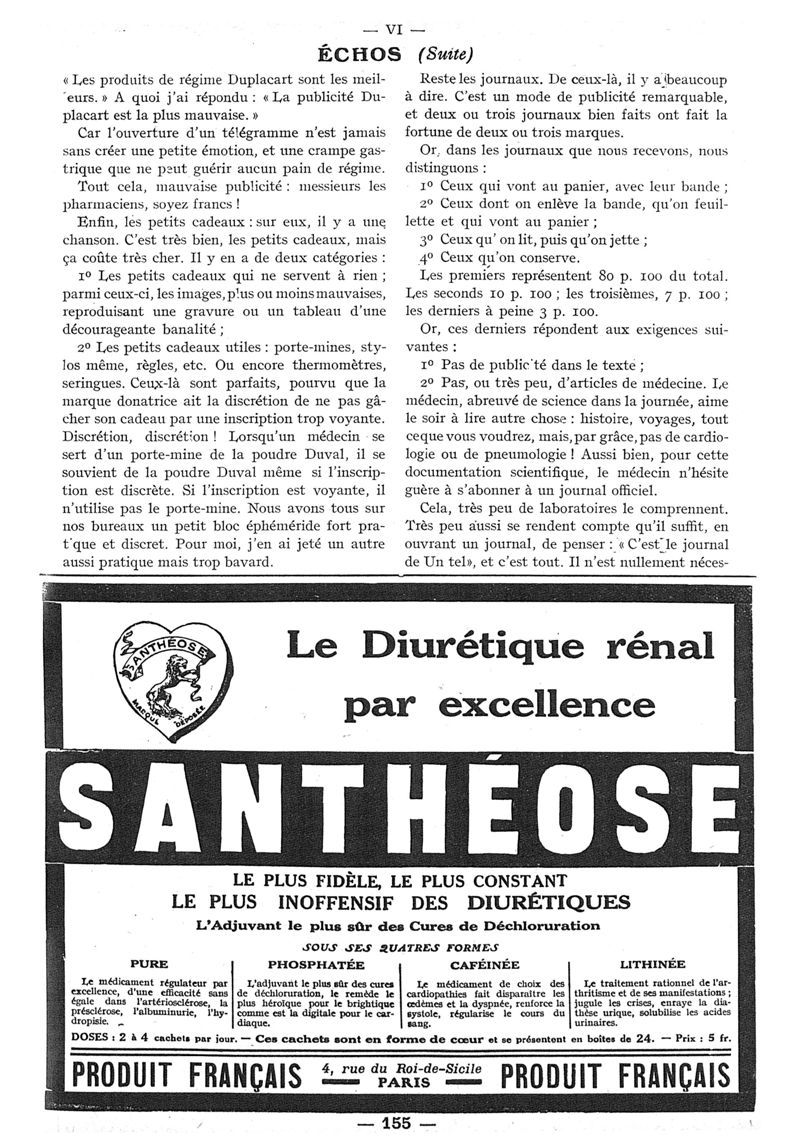 — VI —
ÉCHOS (Suite)
« Les produits de régime Duplacart sont les meil-
eurs. » A quoi j'ai répondu : « La publicité Du-
placart est la plus mauvaise. »
Car l'ouverture d'un télégramme n'est jamais
sans créer une petite émotion, et une crampe gas-
trique que ne peut guérir aucun pain de régime.
Tout cela, mauvaise publicité : messieurs les
pharmaciens, soyez francs !
Enfin, les petits cadeaux : sur eux, il y a une
chanson. C'est très bien, les petits cadeaux, mais
ça coûte très cher. Il y en a de deux catégories :
1º Les petits cadeaux qui ne servent à rien ;
parmi ceux-ci, les images, plus ou moins mauvaises,
reproduisant une gravure ou un tableau d'une
décourageante banalité ;
2º Les petits cadeaux utiles : porte-mines, sty-
los même, règles, etc. Ou encore thermomètres,
seringues. Ceux-là sont parfaits, pourvu que la
marque donatrice ait la discrétion de ne pas gâ-
cher son cadeau par une inscription trop voyante.
Discrétion, discrétion ! Lorsqu'un médecin se
sert d'un porte-mine de la poudre Duval, il se
souvient de la poudre Duval même si l'inscrip-
tion est discrète. Si l'inscription est voyante, il
n'utilise pas le porte-mine. Nous avons tous sur
nos bureaux un petit bloc éphéméride fort pra-
tique et discret. Pour moi, j'en ai jeté un autre
aussi pratique mais trop bavard.
Reste les journaux. De ceux-là, il y a beaucoup
à dire. C'est un mode de publicité remarquable,
et deux ou trois journaux bien faits ont fait la
fortune de deux ou trois marques.
Or, dans les journaux que nous recevons, nous
distinguons :
1º Ceux qui vont au panier, avec leur bande ;
2º Ceux dont on enlève la bande, qu'on feuil-
lette et qui vont au panier ;
3º Ceux qu' on lit, puis qu'on jette ;
4º Ceux qu'on conserve.
Les premiers représentent 80 p. 100 du total.
Les seconds 10 p. 100 ; les troisièmes, 7 p. 100 ;
les derniers à peine 3 p. 100.
Or, ces derniers répondent aux exigences sui-
vantes :
1º Pas de publicité dans le texte ;
2º Pas, ou très peu, d'articles de médecine. Le
médecin, abreuvé de science dans la journée, aime
le soir à lire autre chose : histoire, voyages, tout
ceque vous voudrez, mais, par grâce, pas de cardio-
logie ou de pneumologie ! Aussi bien, pour cette
documentation scientifique, le médecin n'hésite
guère à s'abonner à un journal officiel.
Cela, très peu de laboratoires le comprennent.
Très peu aussi se rendent compte qu'il suffit, en
ouvrant un journal, de penser : « C'est le journal
de Un tel», et c'est tout. Il n'est nullement néces-
SANTHÉOSE
MARQUE DÉPOSÉE
Le Diurétique rénal
par excellence
SANTHÉOSE
LE PLUS FIDÈLE, LE PLUS CONSTANT
LE PLUS INOFFENSIF DES DIURÉTIQUES
L'Adjuvant le plus sûr des Cures de Déchloruration
SOUS SES QUATRES FORMES
PURE
Le médicament régulateur par
excellence, d'une efficacité sans
égale dans l'artériosclérose, la
présclérose, l'albuminurie, l'hy-
dropisie.
PHOSPHATÉE
L'adjuvant le plus sûr des cures
de déchloruration, le remède le
plus héroïque pour le brightique
comme est la digitale pour le car-
diaque.
CAFÉINÉE
Le médicament de choix des
cardiopathies fait disparaître les
œdèmes et la dyspnée, renforce la
systole, régularise le cours du
sang.
LITHINÉE
Le traitement rationnel de l'ar-
thritisme et de ses manifestations ;
jugule les crises, enraye la dia-
thèse urique, solubilise les acides
urinaires.
DOSES : 2 à 4 cachets par jour. — Ces cachets sont en forme de cœur et se présentent en boîtes de 24. — Prix : 5 fr.
PRODUIT FRANÇAIS
4, rue du Roi-de-Sicile
PARIS
PRODUIT FRANÇAIS
— 155 —